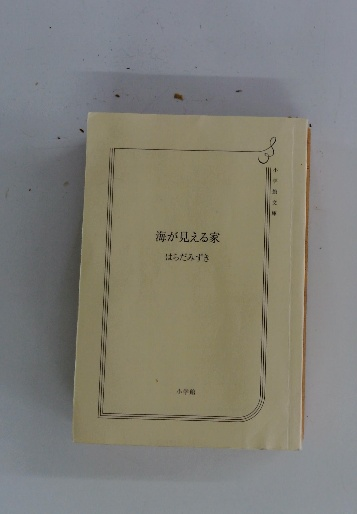 小学館文庫
海が見える家
はらだみずき
小学館